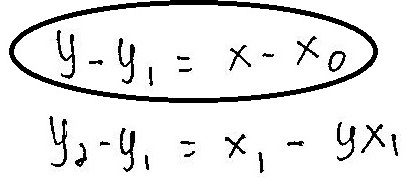 y - y₁ = x - x₀
y₂ - y₁ = x₁ - yx₁